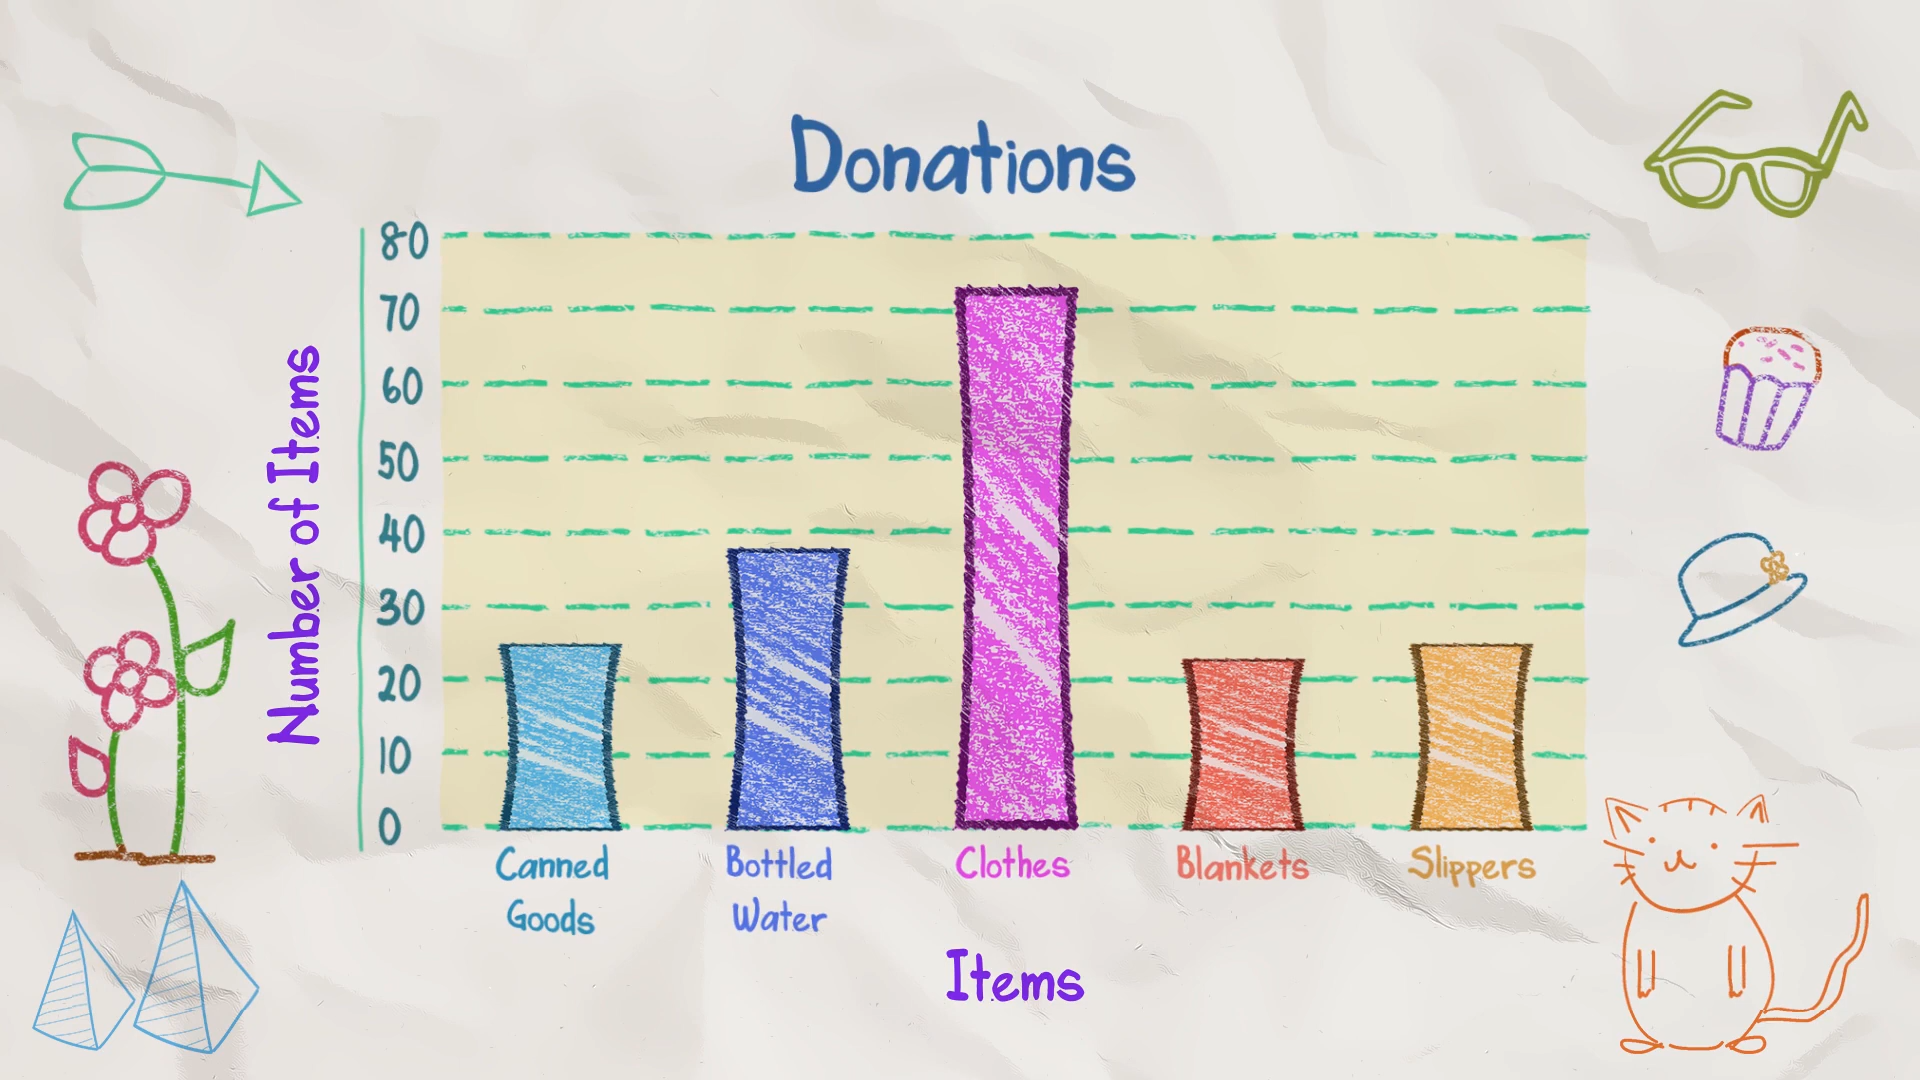 Donations
80
70
60
50
40
30
20
10
0
Number of Items
Canned
Goods
Bottled
Water
Clothes
Blankets
Slippers
Items